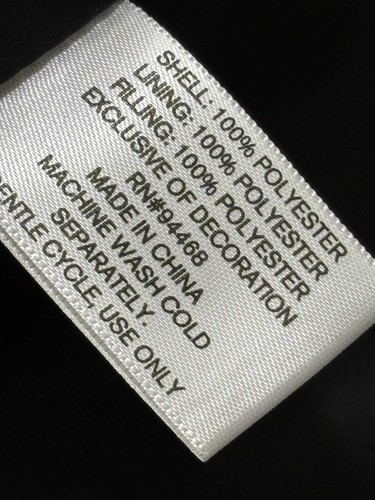 SHELL: 100% POLYESTER
LINING: 100% POLYESTER
FILLING: 100% POLYESTER
EXCLUSIVE OF DECORATION
RN#94468
MADE IN CHINA
MACHINE WASH COLD
SEPARATELY.
GENTLE CYCLE, USE ONLY